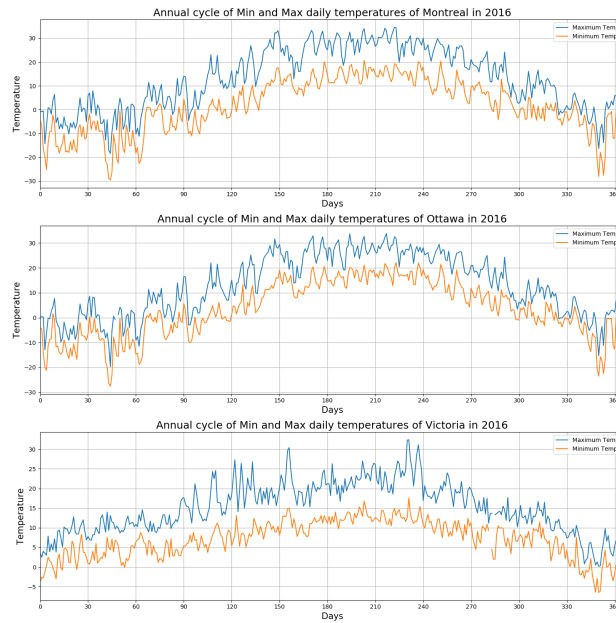 Annual cycle of Min and Max daily temperatures of Montreal in 2016
Maximum Temp
Minimum Temp
30
20
10
0
−10
−20
−30
Temperature
0 30 60 90 120 150 180 210 240 270 300 330 36
Days
Annual cycle of Min and Max daily temperatures of Ottawa in 2016
Maximum Temp
Minimum Temp
30
20
10
0
−10
−20
−30
Temperature
0 30 60 90 120 150 180 210 240 270 300 330 36
Days
Annual cycle of Min and Max daily temperatures of Victoria in 2016
Maximum Temp
Minimum Temp
30
25
20
15
10
5
0
−5
Temperature
0 30 60 90 120 150 180 210 240 270 300 330 36
Days